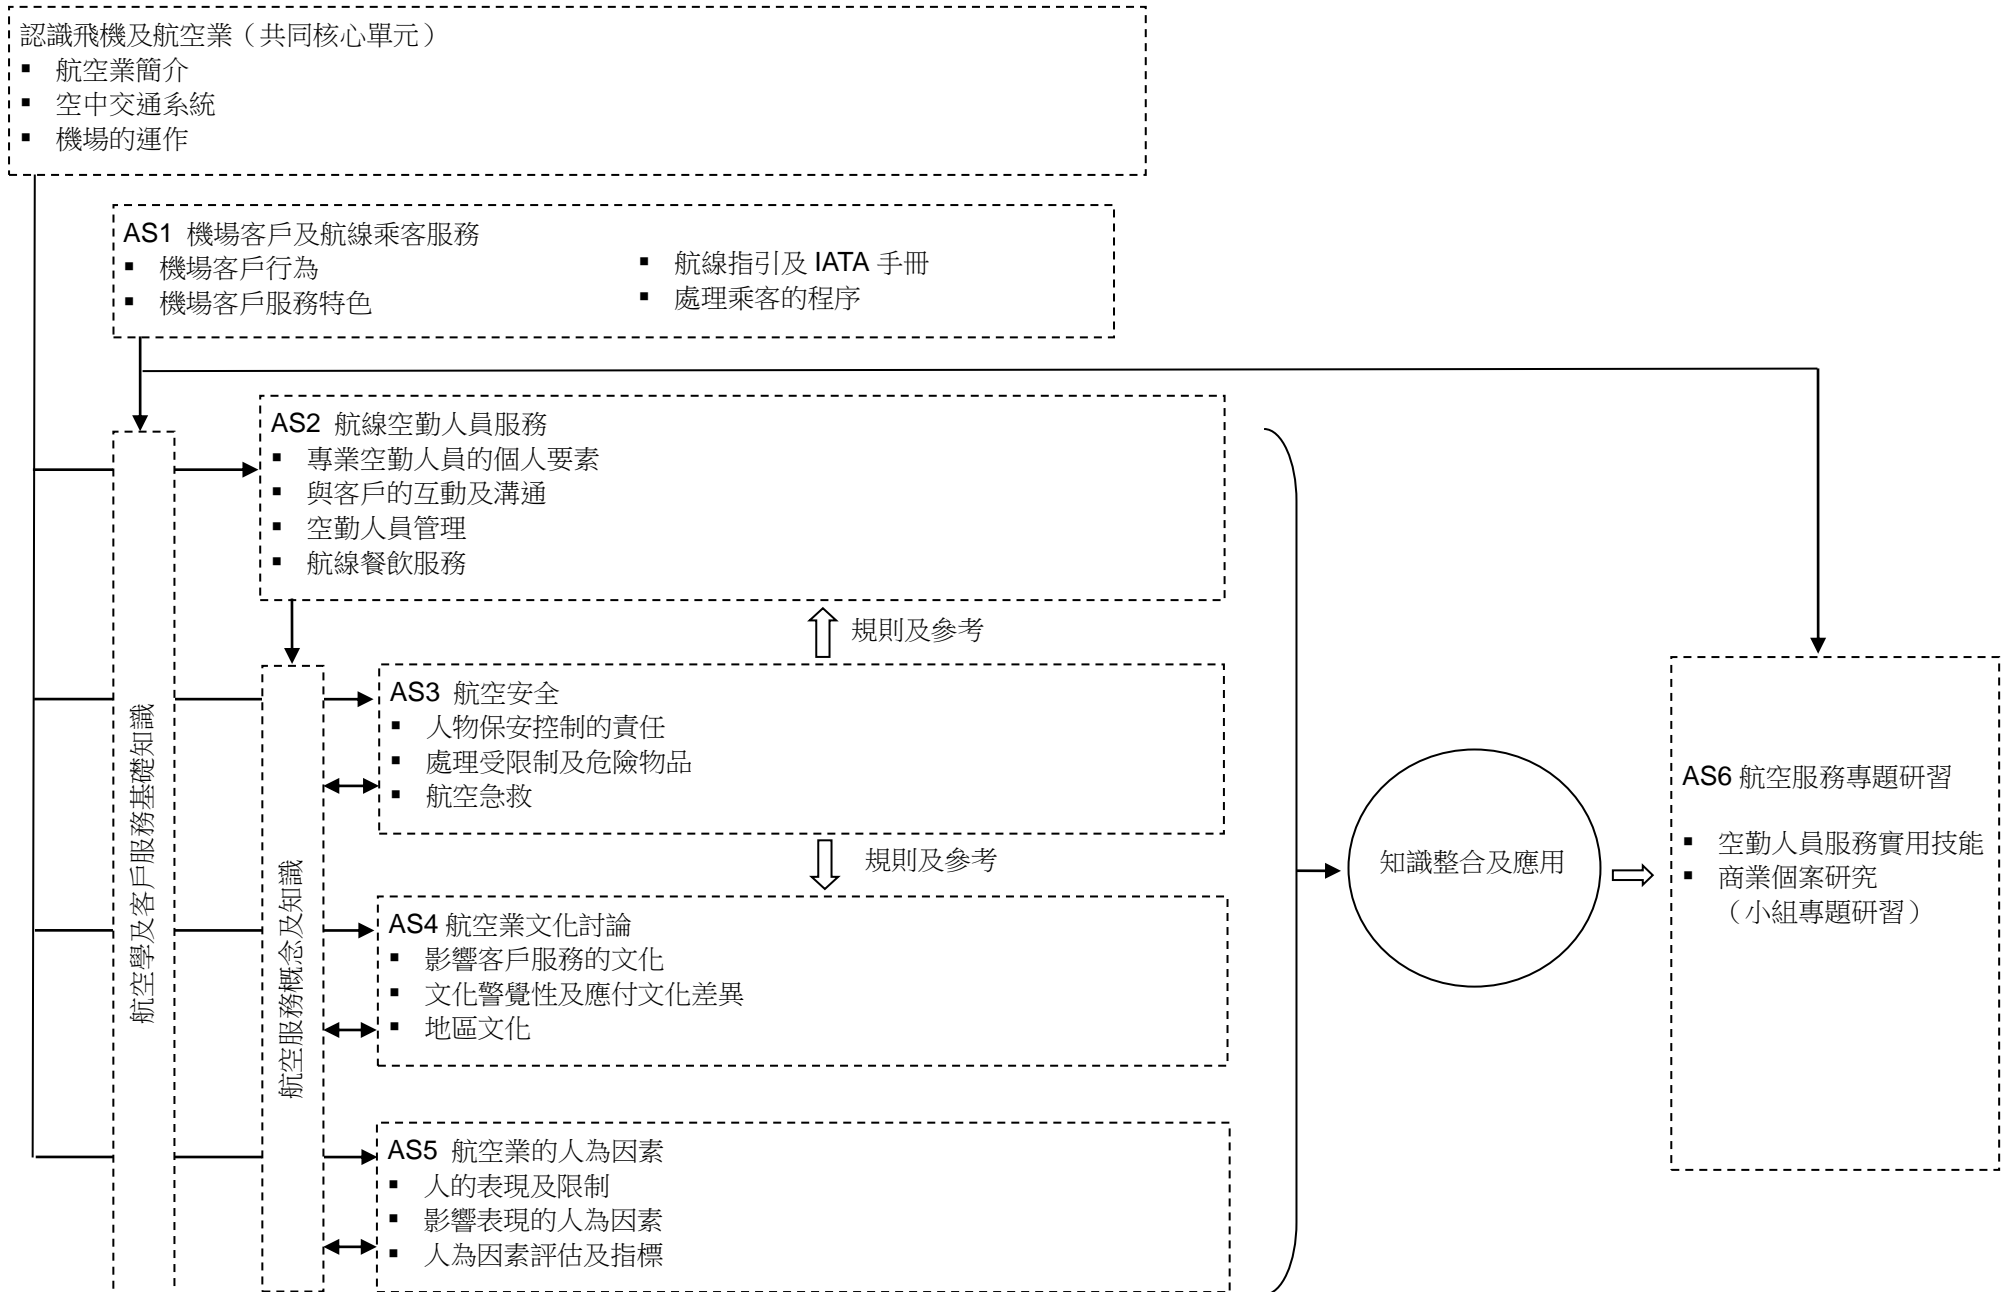 認識飛機及航空業（共同核心單元）
▪ 航空業簡介
▪ 空中交通系統
▪ 機場的運作
AS1 機場客戶及航線乘客服務
▪ 機場客戶行為
▪ 機場客戶服務特色
▪ 航線指引及 IATA 手冊
▪ 處理乘客的程序
AS2 航線空勤人員服務
▪ 專業空勤人員的個人要素
▪ 與客戶的互動及溝通
▪ 空勤人員管理
▪ 航線餐飲服務
規則及參考
航空學及客戶服務基礎知識
航空服務概念及知識
AS3 航空安全
▪ 人物保安控制的責任
▪ 處理受限制及危險物品
▪ 航空急救
規則及參考
AS4 航空業文化討論
▪ 影響客戶服務的文化
▪ 文化警覺性及應付文化差異
▪ 地區文化
AS5 航空業的人為因素
▪ 人的表現及限制
▪ 影響表現的人為因素
▪ 人為因素評估及指標
知識整合及應用
AS6 航空服務專題研習
▪ 空勤人員服務實用技能
▪ 商業個案研究
（小組專題研習）